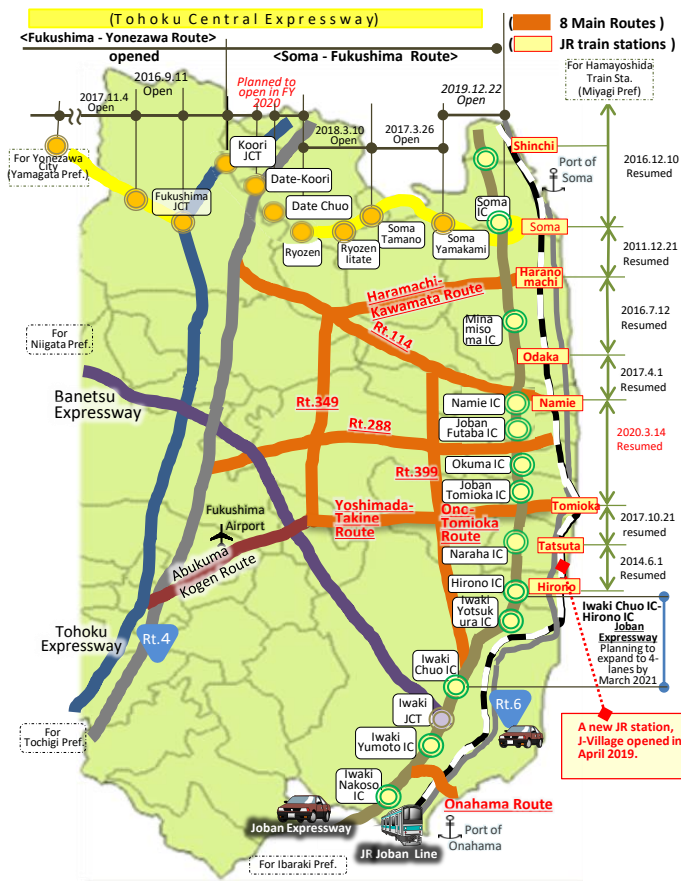 (Tohoku Central Expressway)
<Fukushima - Yonezawa Route>
opened
<Soma - Fukushima Route>
( 8 Main Routes )
( JR train stations )
For Hamayoshida
Train Sta.
(Miyagi Pref)
2017.11.4
Open
2016.9.11
Open
Planned to
open in FY
2020
2018.3.10
Open
2017.3.26
Open
2019.12.22
Open
For Yonezawa
City
(Yamagata Pref.)
Koori
JCT
Date-Koori
Fukushima
JCT
Date Chuo
Ryozen
Ryozen
Iitate
Soma
Tamano
Soma
Yamakami
Soma
IC
Shinchi
Port of
Soma
Soma
2016.12.10
Resumed
2011.12.21
Resumed
Harano
machi
Haramachi-
Kawamata Route
2016.7.12
Resumed
Mina
miso
ma IC
Rt.114
Odaka
For
Niigata Pref.
2017.4.1
Resumed
Banetsu
Expressway
Rt.349
Namie IC
Namie
Rt.288
Joban
Futaba IC
2020.3.14
Resumed
Rt.399
Okuma IC
Joban
Tomioka IC
Fukushima
Airport
Yoshimada-
Takine
Route
Ono-
Tomioka
Route
Tomioka
2017.10.21
resumed
Naraha IC
Tatsuta
Abukuma
Kogen Route
2014.6.1
Resumed
Hirono IC
Hirono
Iwaki
Yotsuk
ura IC
Iwaki Chuo IC-
Hirono IC
Joban
Expressway
Planning to
expand to 4-
lanes by
March 2021
Tohoku
Expressway
Rt.4
Iwaki
Chuo IC
Iwaki
JCT
Rt.6
For
Tochigi Pref.
Iwaki
Yumoto IC
A new JR station,
J-Village opened in
April 2019.
Iwaki
Nakoso
IC
Onahama Route
Joban Expressway
Port of
Onahama
JR Joban Line
For Ibaraki Pref.